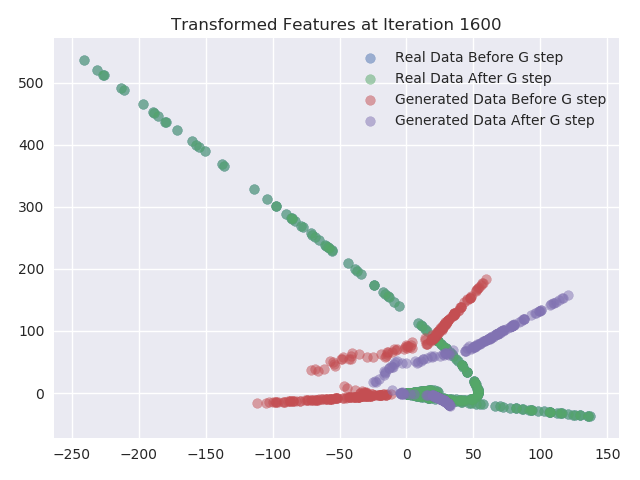 Transformed Features at Iteration 1600
Real Data Before G step
Real Data After G step
Generated Data Before G step
Generated Data After G step
500
400
300
200
100
0
−250 −200 −150 −100 −50 0 50 100 150